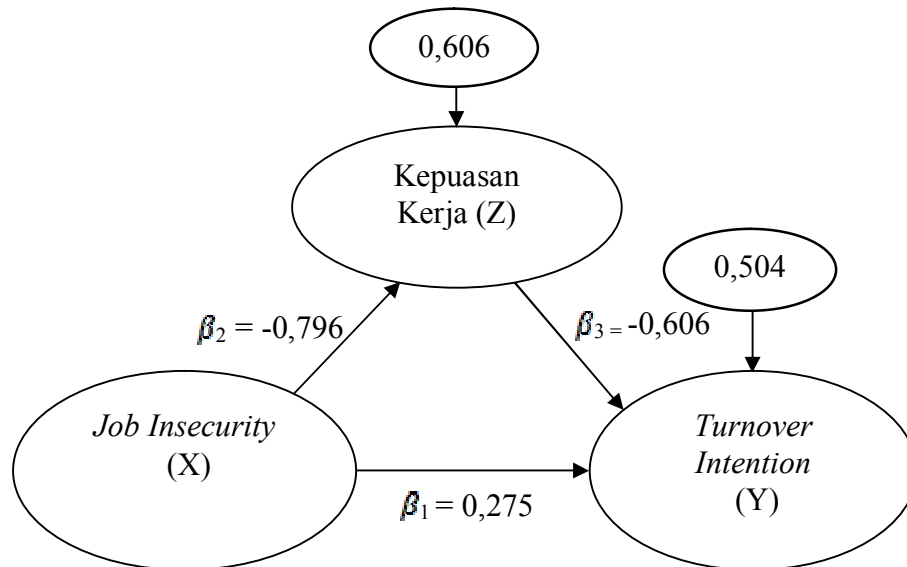 0,606
Kepuasan
Kerja (Z)
0,504
β2 = -0,796
β3 = -0,606
Job Insecurity
(X)
Turnover
Intention
(Y)
β1 = 0,275